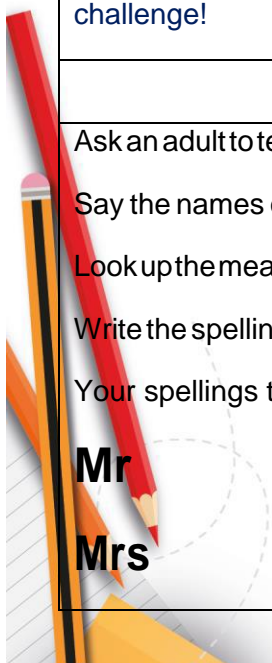 challenge!
Ask an adult to te
Say the names
Look up the mea
Write the spellin
Your spellings t
Mr
Mrs